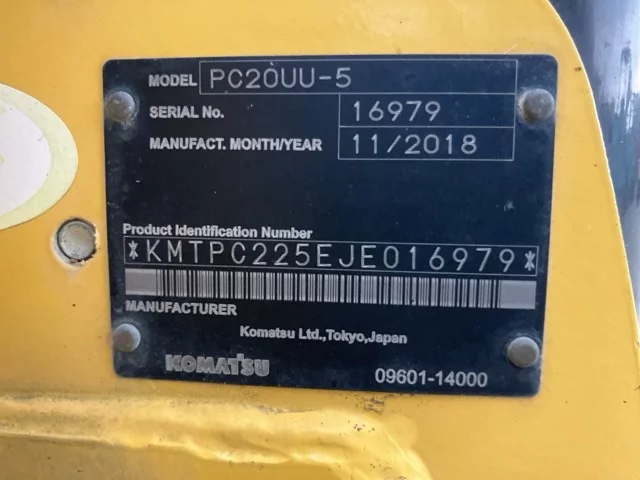 MODEL PC20UU-5
SERIAL No. 16979
MANUFACT. MONTH/YEAR 11/2018
Product Identification Number
*KMTPC225EJE016979*
MANUFACTURER
Komatsu Ltd.,Tokyo,Japan
KOMATSU
09601-14000